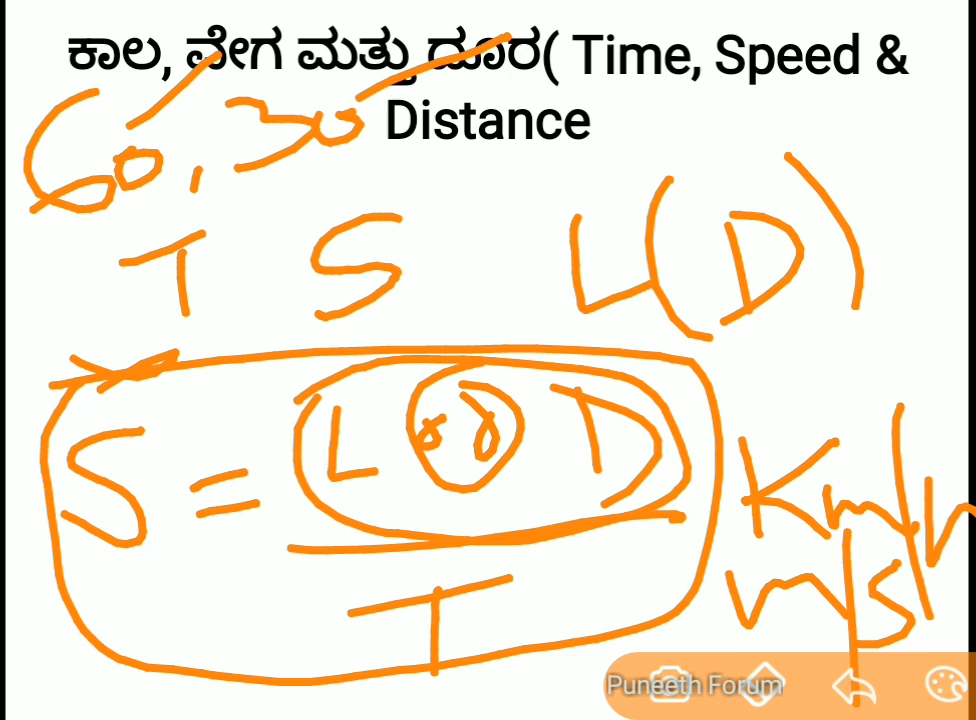 ಕಾಲ, ವೇಗ ಮತ್ತು ದೂರ( Time, Speed &
Distance
60, 30
T S L(D)
S = L or D
T
Km/h
m/s
Puneeth Forum